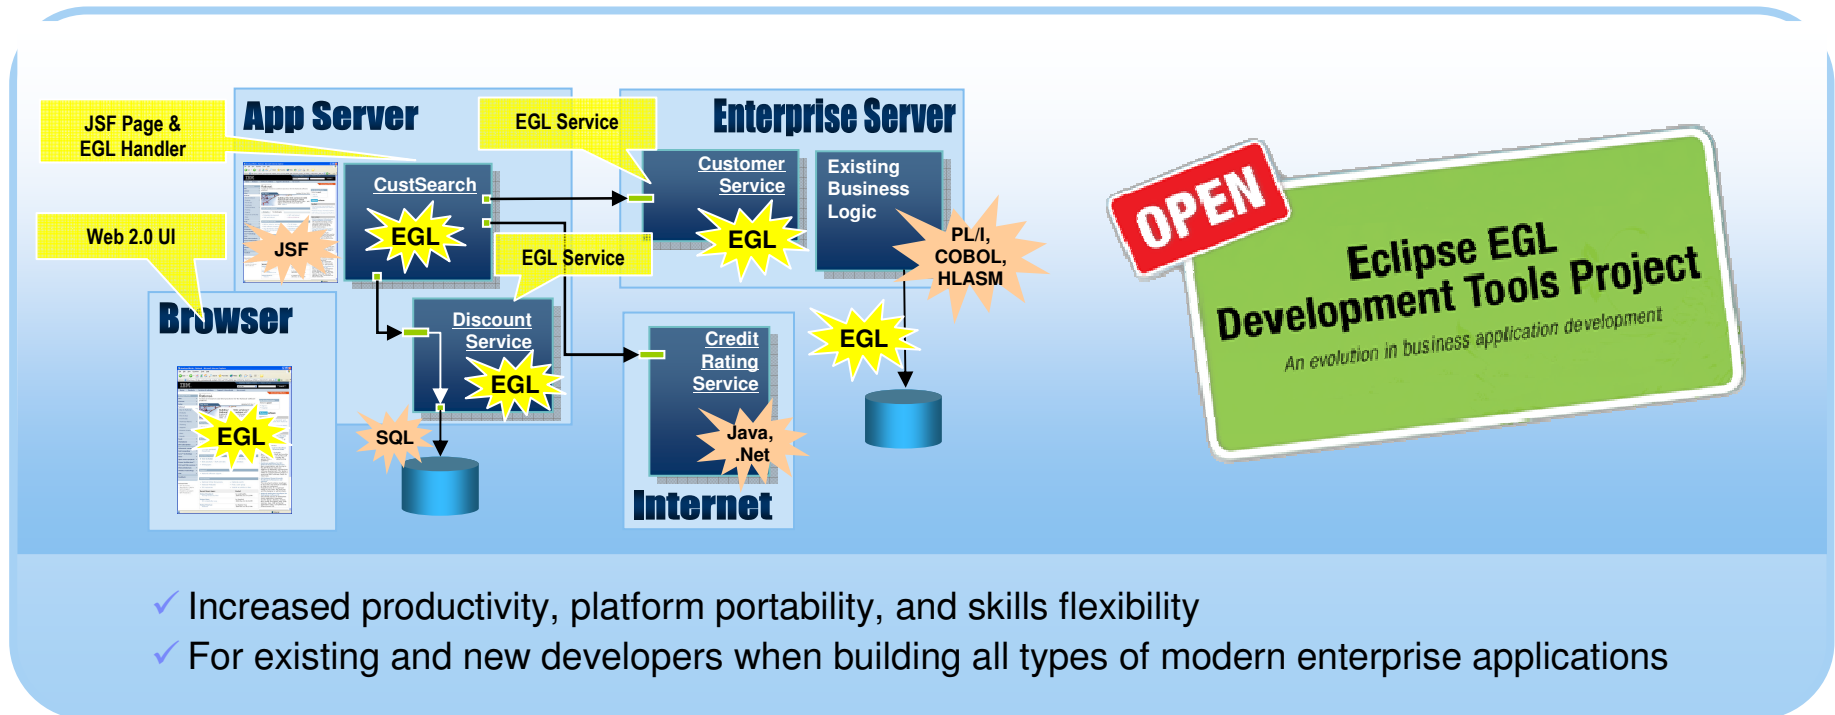 JSF Page &
EGL Handler
App Server
EGL Service
Enterprise Server
CustSearch
EGL
JSF
Customer
Service
EGL
Existing
Business
Logic
PL/I,
COBOL,
HLASM
Web 2.0 UI
EGL Service
Browser
EGL
Discount
Service
EGL
SQL
Credit
Rating
Service
Java,
.Net
Internet
EGL
OPEN
Eclipse EGL
Development Tools Project
An evolution in business application development
Increased productivity, platform portability, and skills flexibility
For existing and new developers when building all types of modern enterprise applications